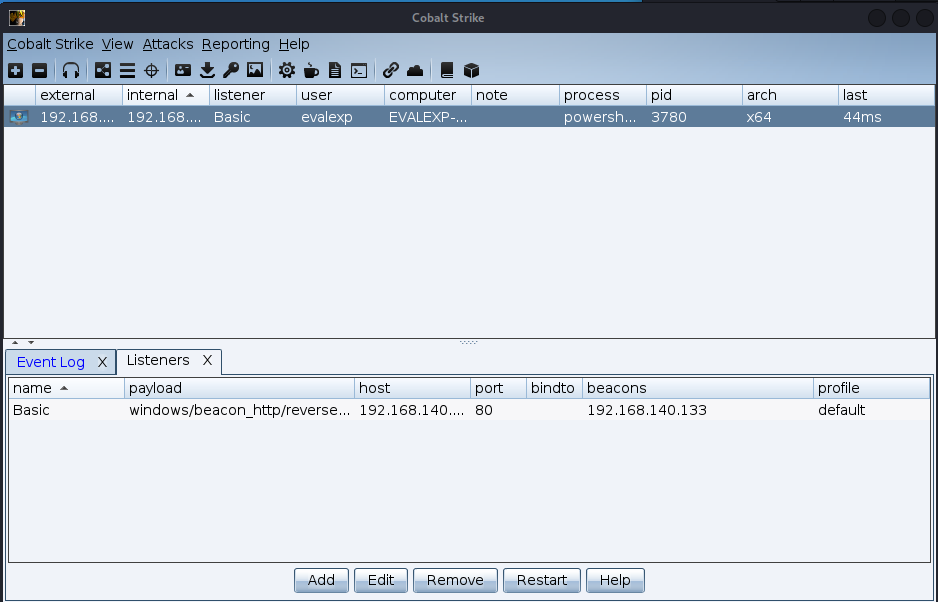 Cobalt Strike
Cobalt Strike View Attacks Reporting Help
external internal listener user computer note process pid arch last
192.168.... 192.168.... Basic evalexp EVALEXP-... powersh... 3780 x64 44ms
Event Log X Listeners X
name payload host port bindto beacons profile
Basic windows/beacon_http/reverse... 192.168.140.... 80 192.168.140.133 default
Add Edit Remove Restart Help